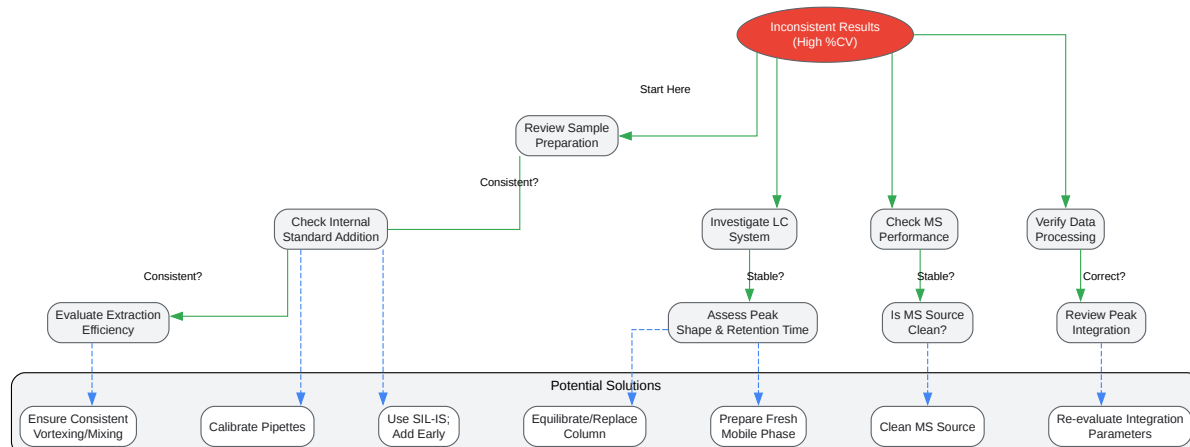 Inconsistent Results
(High %CV)
Start Here
Review Sample
Preparation
Consistent?
Check Internal
Standard Addition
Investigate LC
System
Check MS
Performance
Verify Data
Processing
Consistent?
Stable?
Stable?
Correct?
Evaluate Extraction
Efficiency
Assess Peak
Shape & Retention Time
Is MS Source
Clean?
Review Peak
Integration
Potential Solutions
Ensure Consistent
Vortexing/Mixing
Calibrate Pipettes
Use SIL-IS;
Add Early
Equilibrate/Replace
Column
Prepare Fresh
Mobile Phase
Clean MS Source
Re-evaluate Integration
Parameters